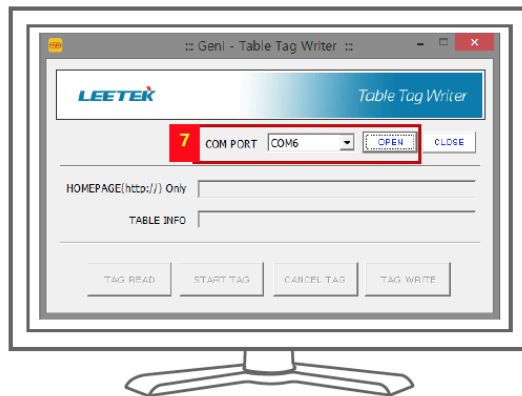 ::: Geni - Table Tag Writer :::
LEETEK
Table Tag Writer
7 COM PORT COM6 OPEN CLOSE
HOMEPAGE(http://) Only
TABLE INFO
TAG READ START TAG CANCEL TAG TAG WRITE